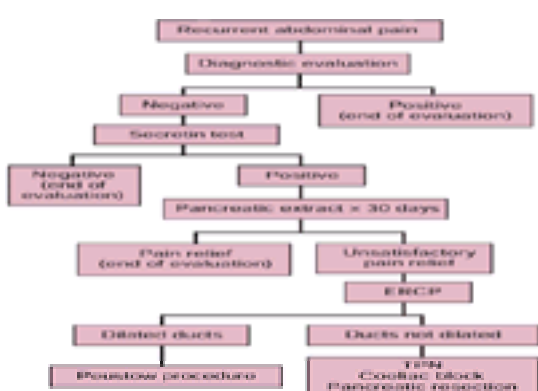 Recurrent abdominal pain
Diagnostic evaluation
Negative
Positive
(end of evaluation)
Secretin test
Negative
(end of
evaluation)
Positive
Pancreatic extract × 30 days
Pain relief
(end of evaluation)
Unsatisfactory
pain relief
ERCP
Dilated ducts
Ducts not dilated
procedure
TPN
Coeliac block
Pancreatic resection